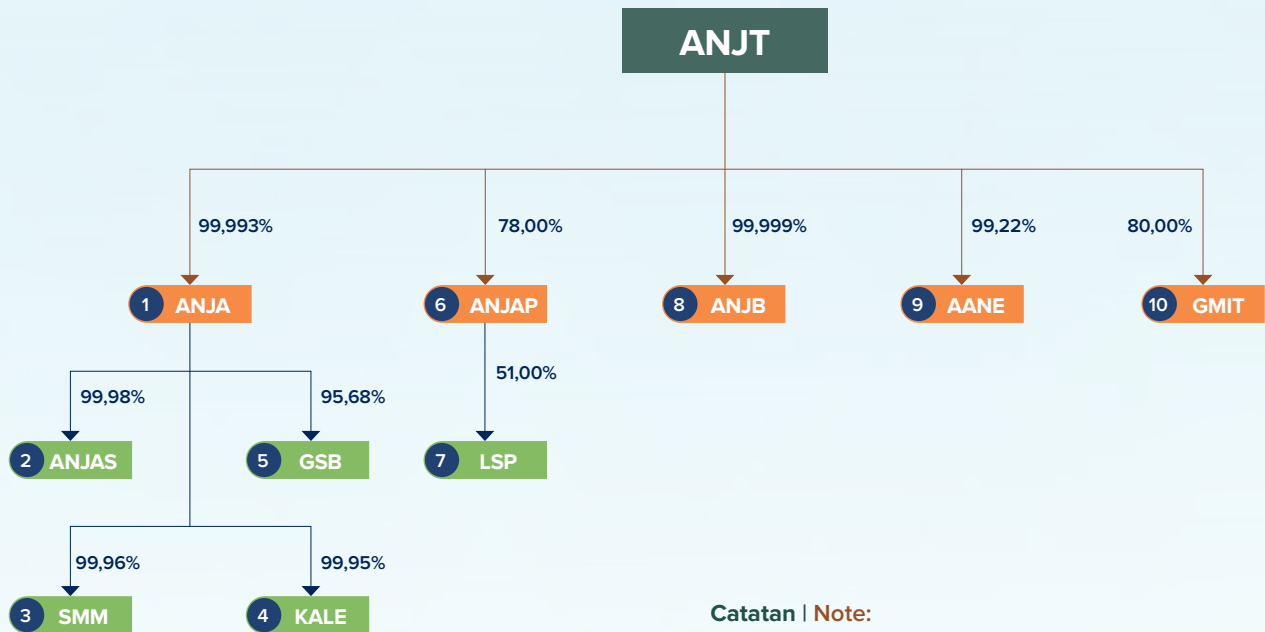 ANJT
99,993%
78,00%
99,999%
99,22%
80,00%
1 ANJA
6 ANJAP
8 ANJB
9 AANE
10 GMIT
99,98%
95,68%
51,00%
2 ANJAS
5 GSB
7 LSP
99,96%
99,95%
3 SMM
4 KALE
Catatan | Note: